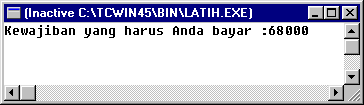 (Inactive C:\TCWIN45\BIN\LATIH.EXE)
Kewajiban yang harus Anda bayar :68000